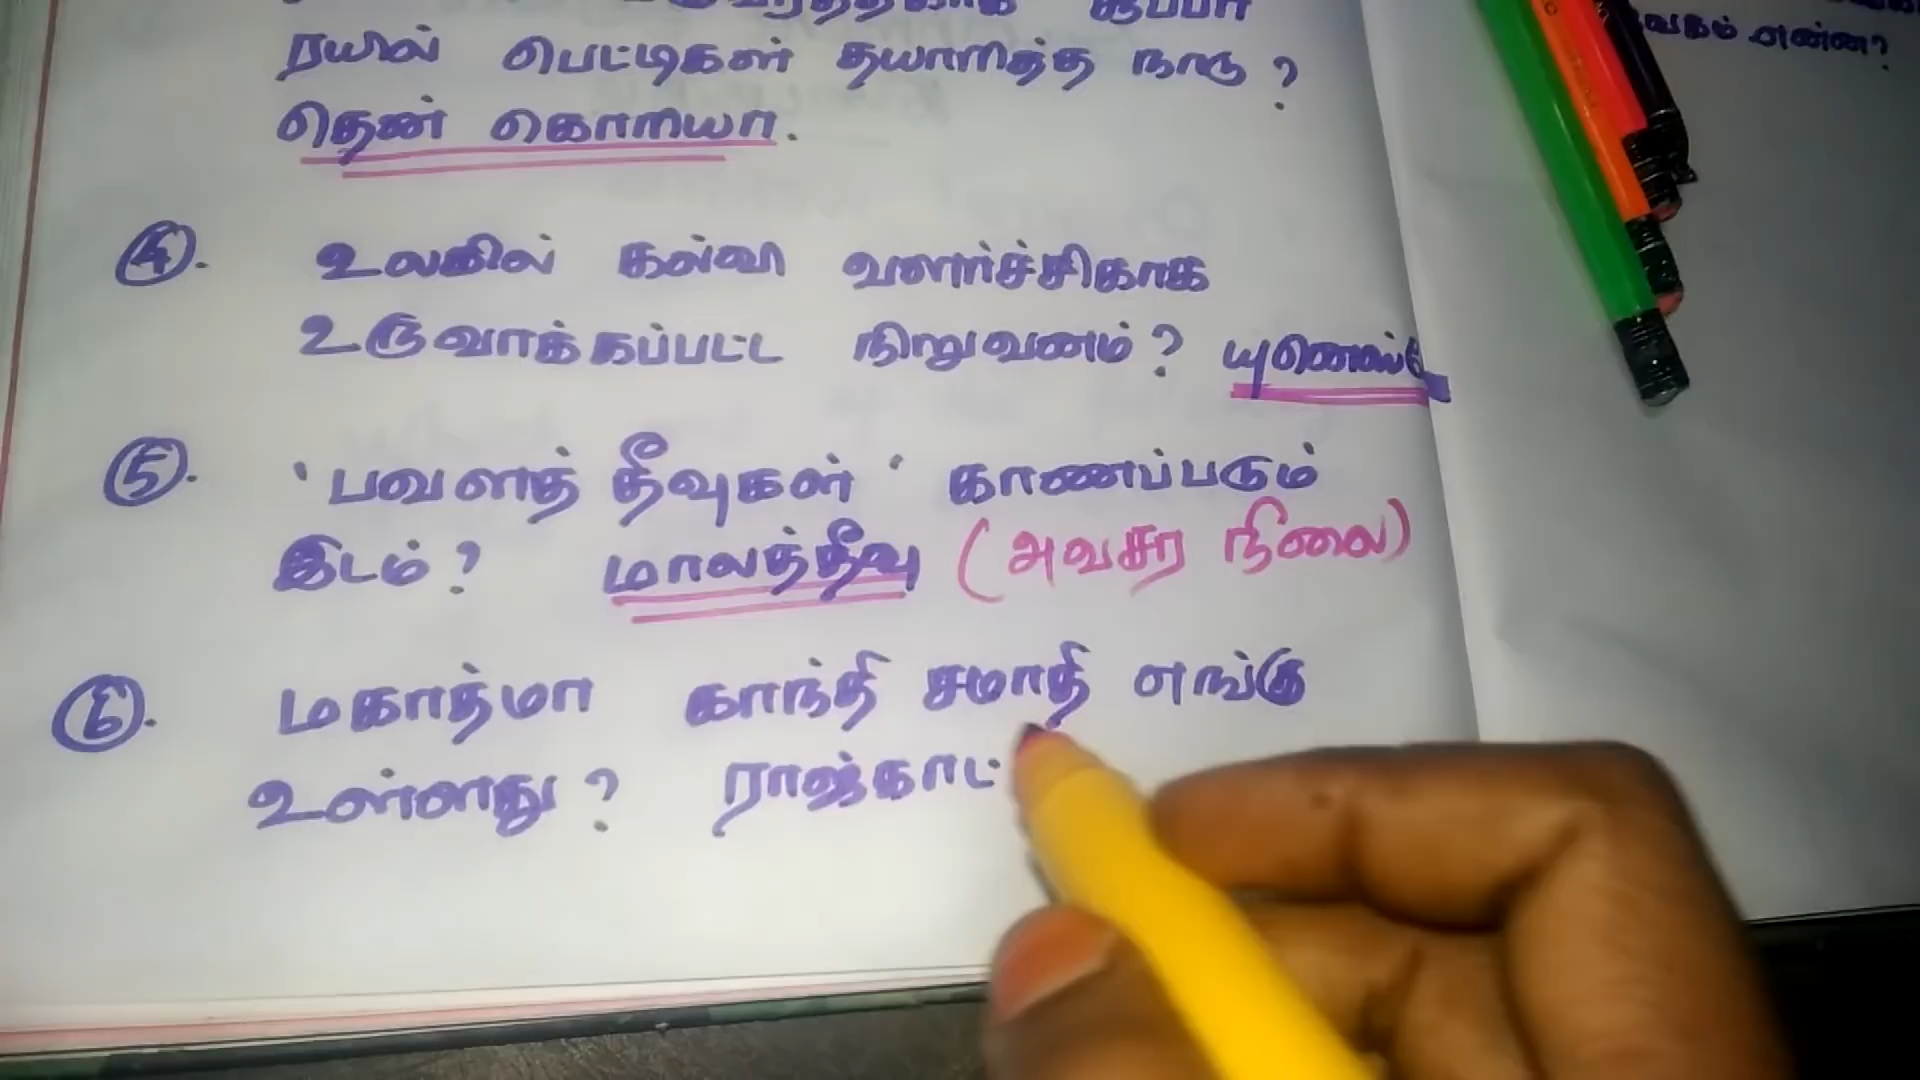 ரயில் பெட்டிகள் தயாரித்த நாடு ?
தென் கொரியா.
④. உலகில் கல்வி வளர்ச்சிகாக
உருவாக்கப்பட்ட நிறுவனம் ? யுனெஸ்
⑤. ' பவளத் தீவுகள் ' காணப்படும்
இடம் ? மாலத்தீவு (அவசர நிலை)
⑥. மகாத்மா காந்தி சமாதி எங்கு
உள்ளது ? ராஜ்காட்
என்ன?